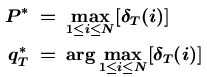 P* = max_{1≤i≤N} [δ_T(i)]
q*_T = arg max_{1≤i≤N} [δ_T(i)]